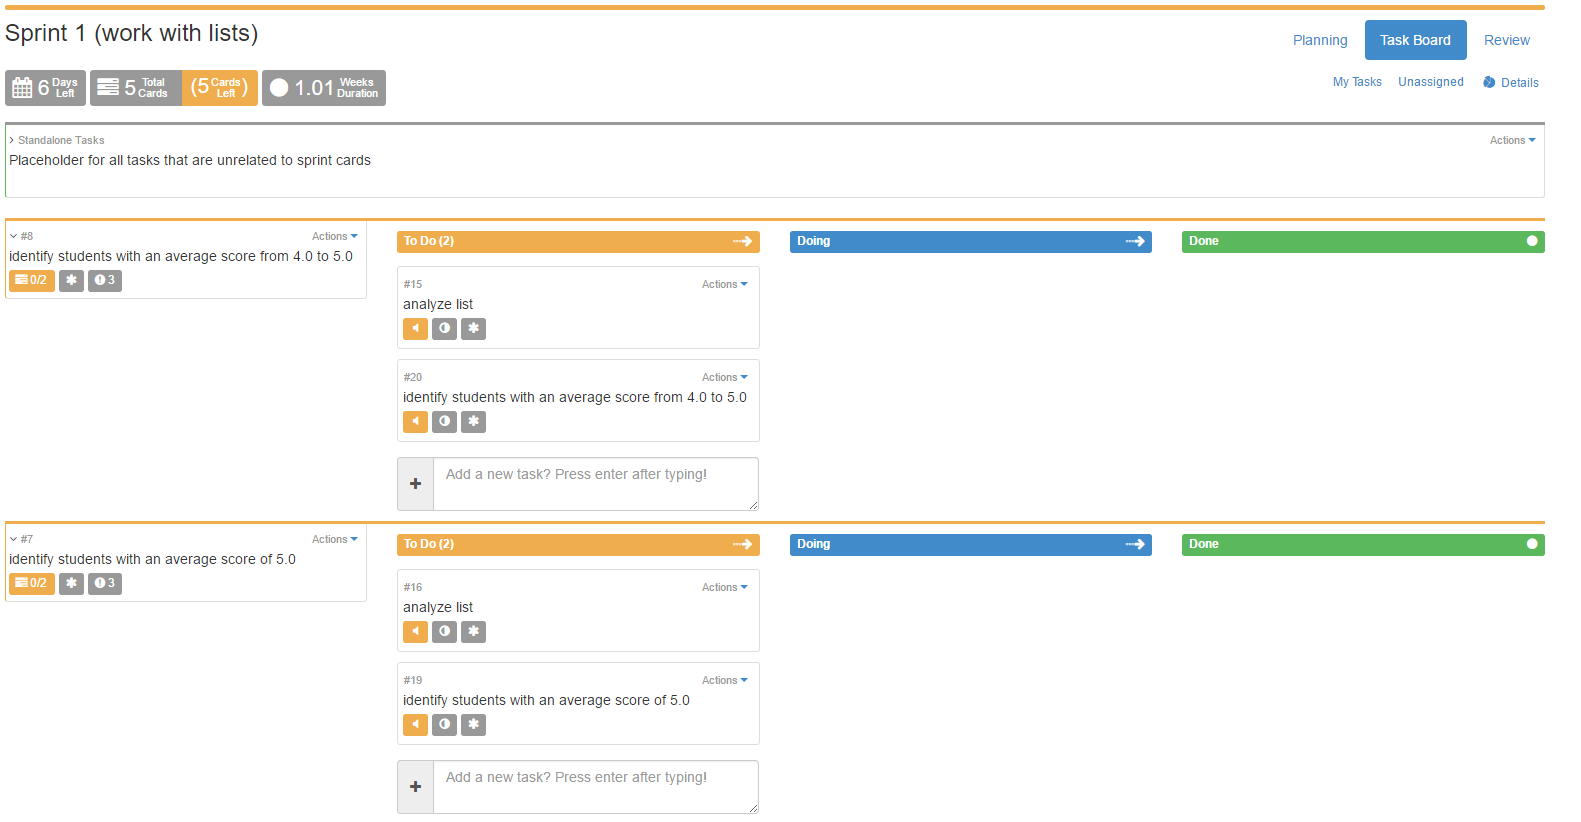 Sprint 1 (work with lists)
Planning
Task Board
Review
6 Days Left
5 Total Cards
(5 Cards Left)
1.01 Weeks Duration
My Tasks
Unassigned
Details
Standalone Tasks
Actions
Placeholder for all tasks that are unrelated to sprint cards
#8
Actions
identify students with an average score from 4.0 to 5.0
0/2
3
To Do (2)
Doing
Done
#15
Actions
analyze list
#20
Actions
identify students with an average score from 4.0 to 5.0
Add a new task? Press enter after typing!
#7
Actions
identify students with an average score of 5.0
0/2
3
To Do (2)
Doing
Done
#16
Actions
analyze list
#19
Actions
identify students with an average score of 5.0
Add a new task? Press enter after typing!